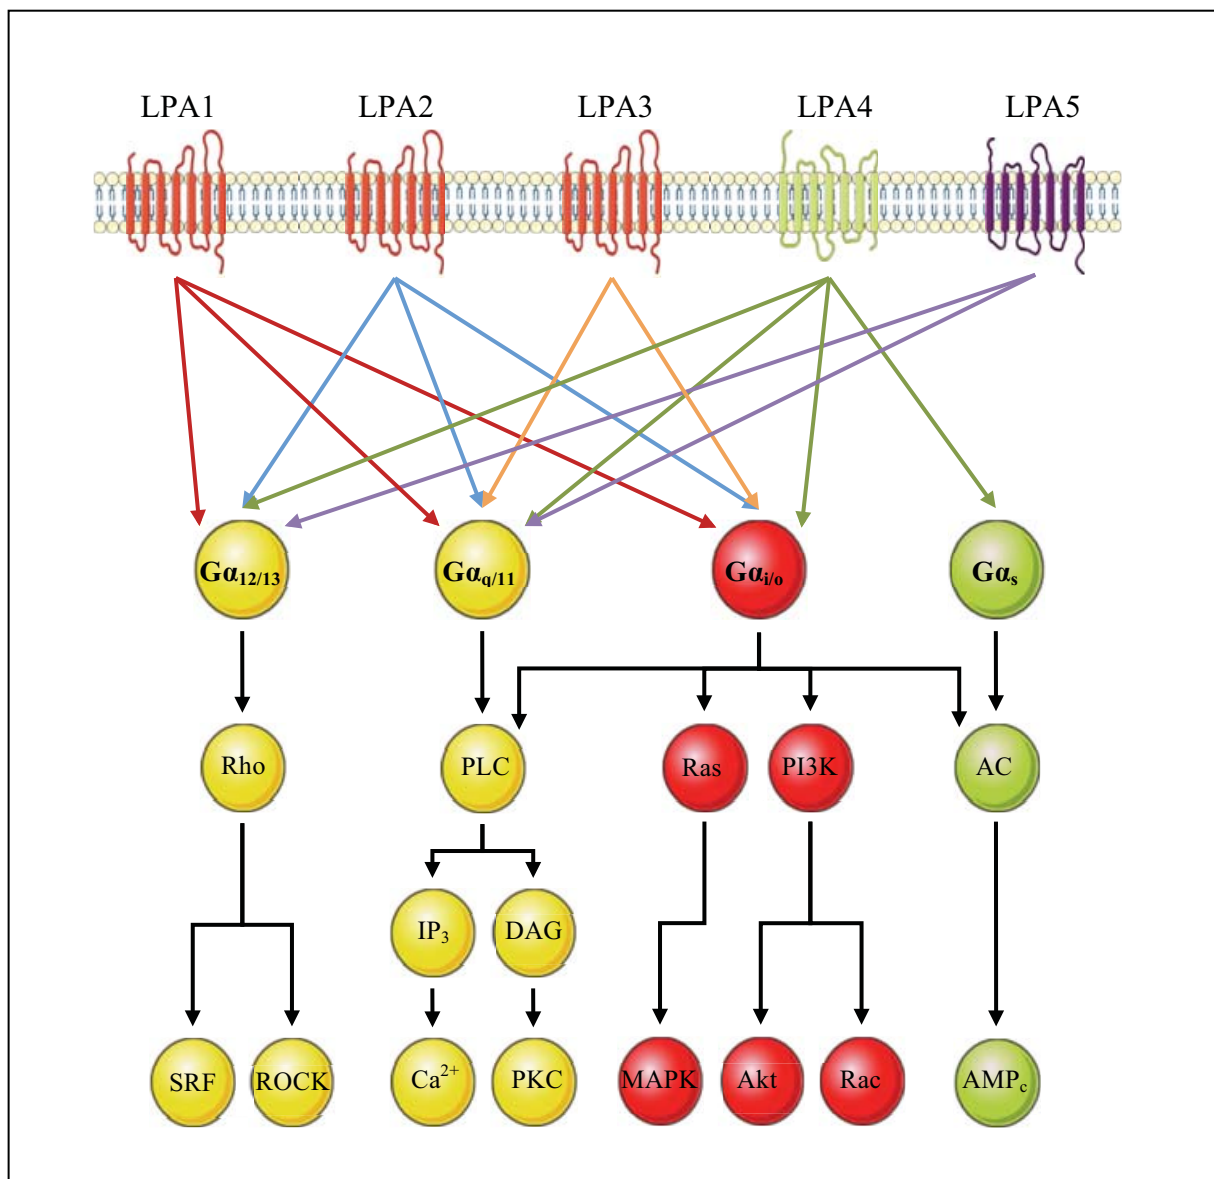 LPA1 LPA2 LPA3 LPA4 LPA5
Gα12/13 Gαq/11 Gαi/o Gαs
Rho PLC Ras PI3K AC
IP3 DAG
SRF ROCK Ca2+ PKC MAPK Akt Rac AMPc